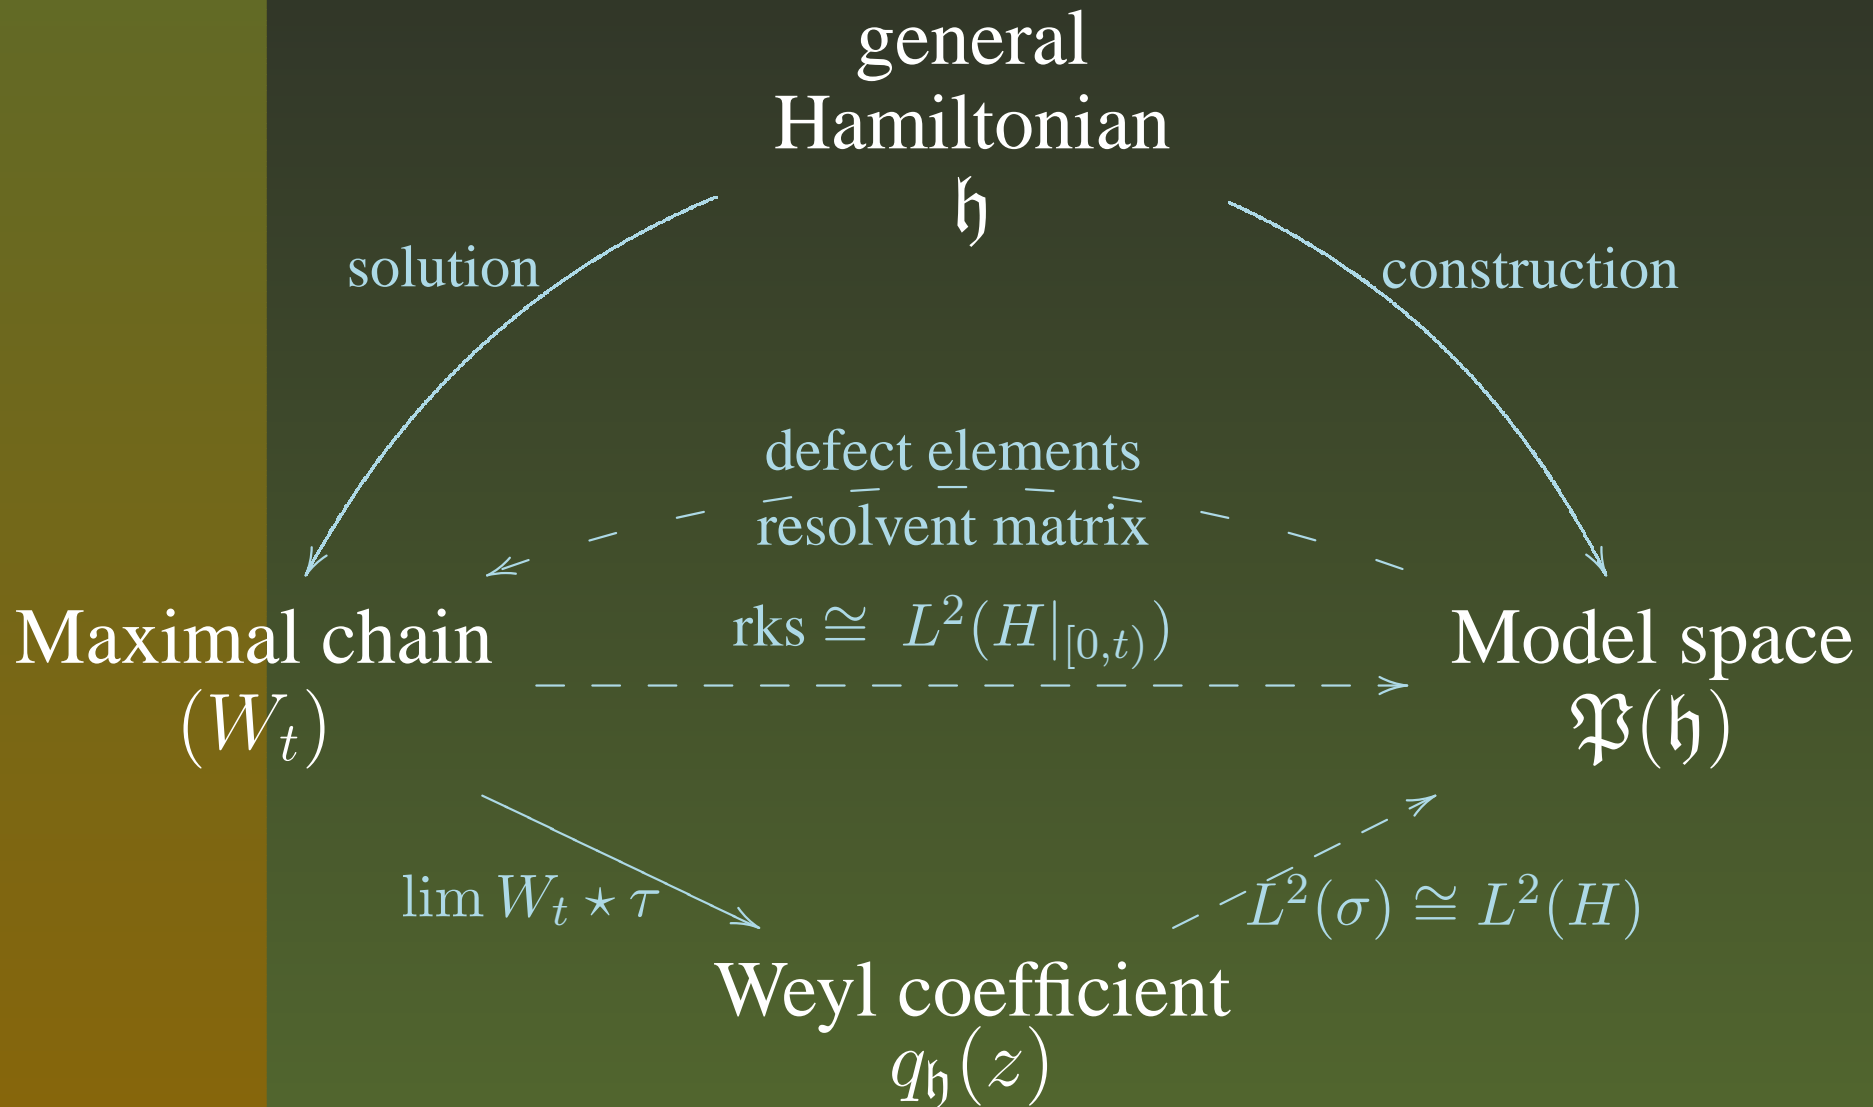 general
Hamiltonian
𝔥
solution
construction
defect elements
resolvent matrix
rks ≅ L²(H|[0,t))
Maximal chain
(W_t)
Model space
𝔓(𝔥)
lim W_t ⋆ τ
L²(σ) ≅ L²(H)
Weyl coefficient
q_𝔥(z)